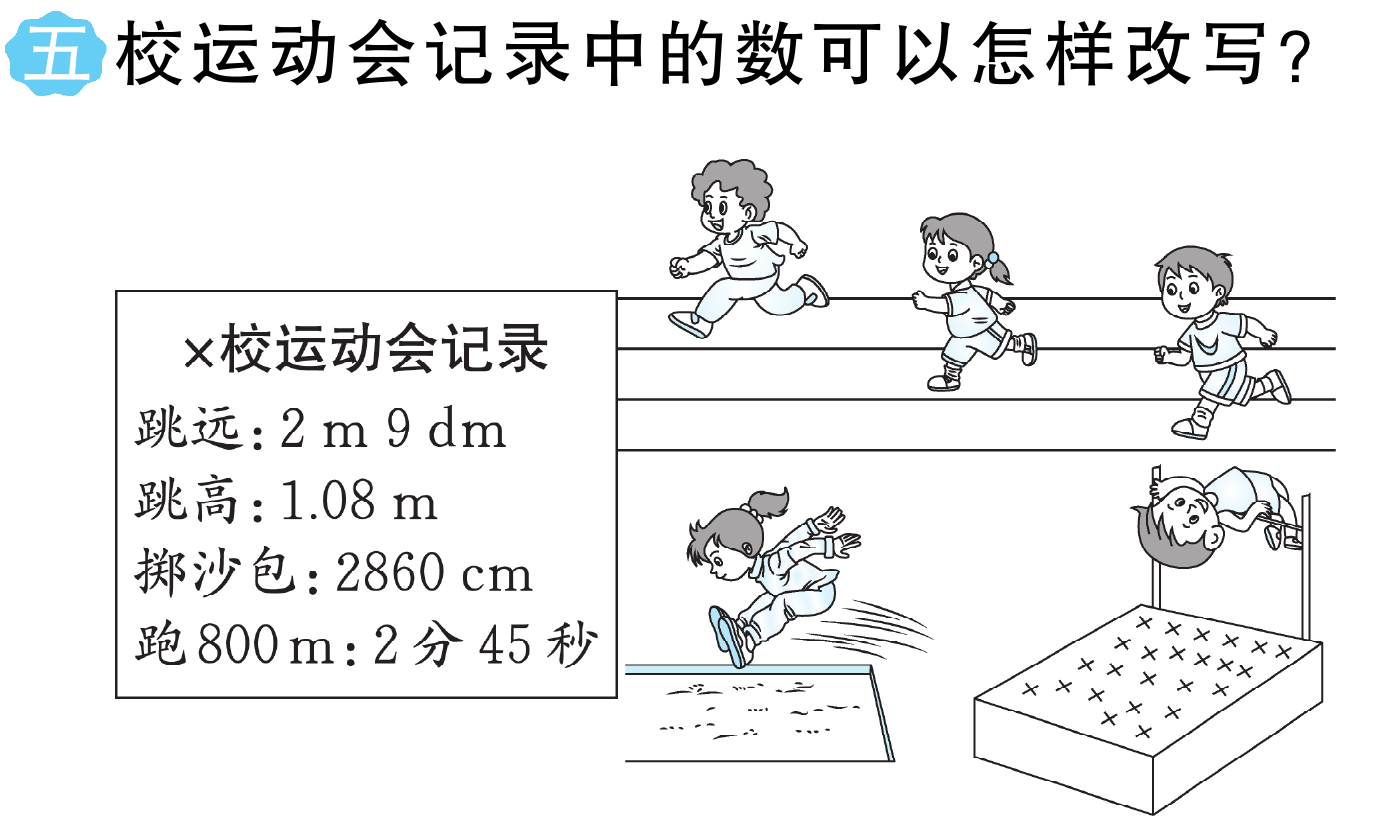 五 校运动会记录中的数可以怎样改写?
×校运动会记录
跳远:2 m 9 dm
跳高:1.08 m
掷沙包:2860 cm
跑800 m:2分45秒